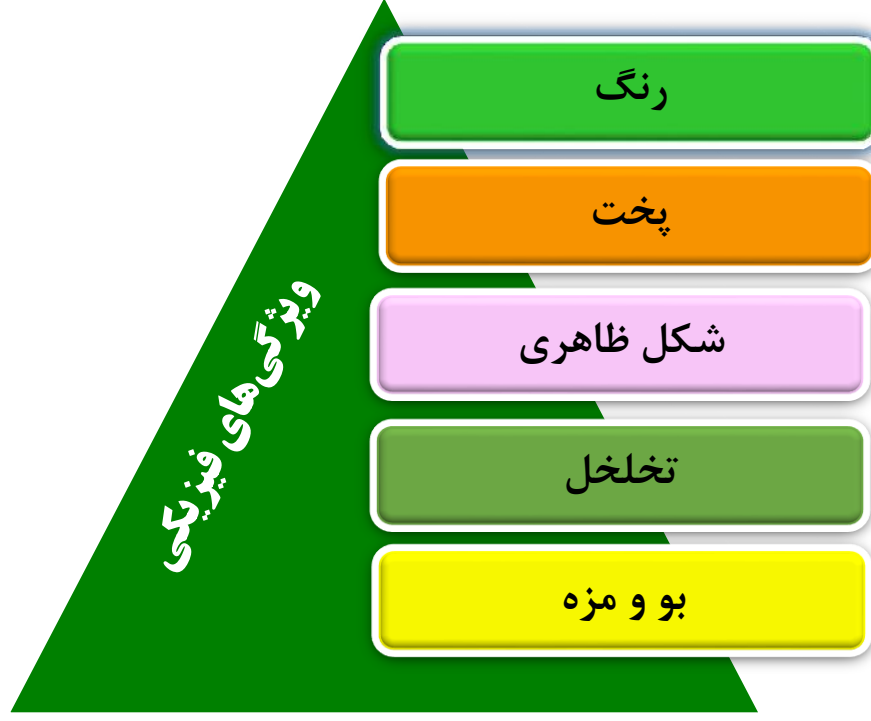 رنگ
پخت
شکل ظاهری
تخلخل
بو و مزه
ویژگی‌های فیزیکی